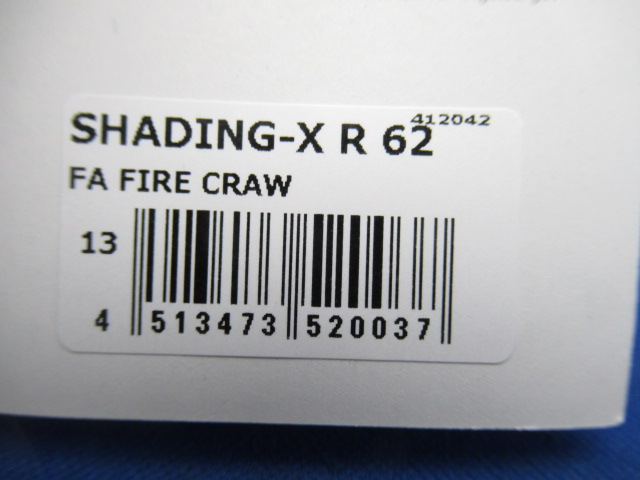 412042
SHADING-X R 62
FA FIRE CRAW
13
4 513473 520037